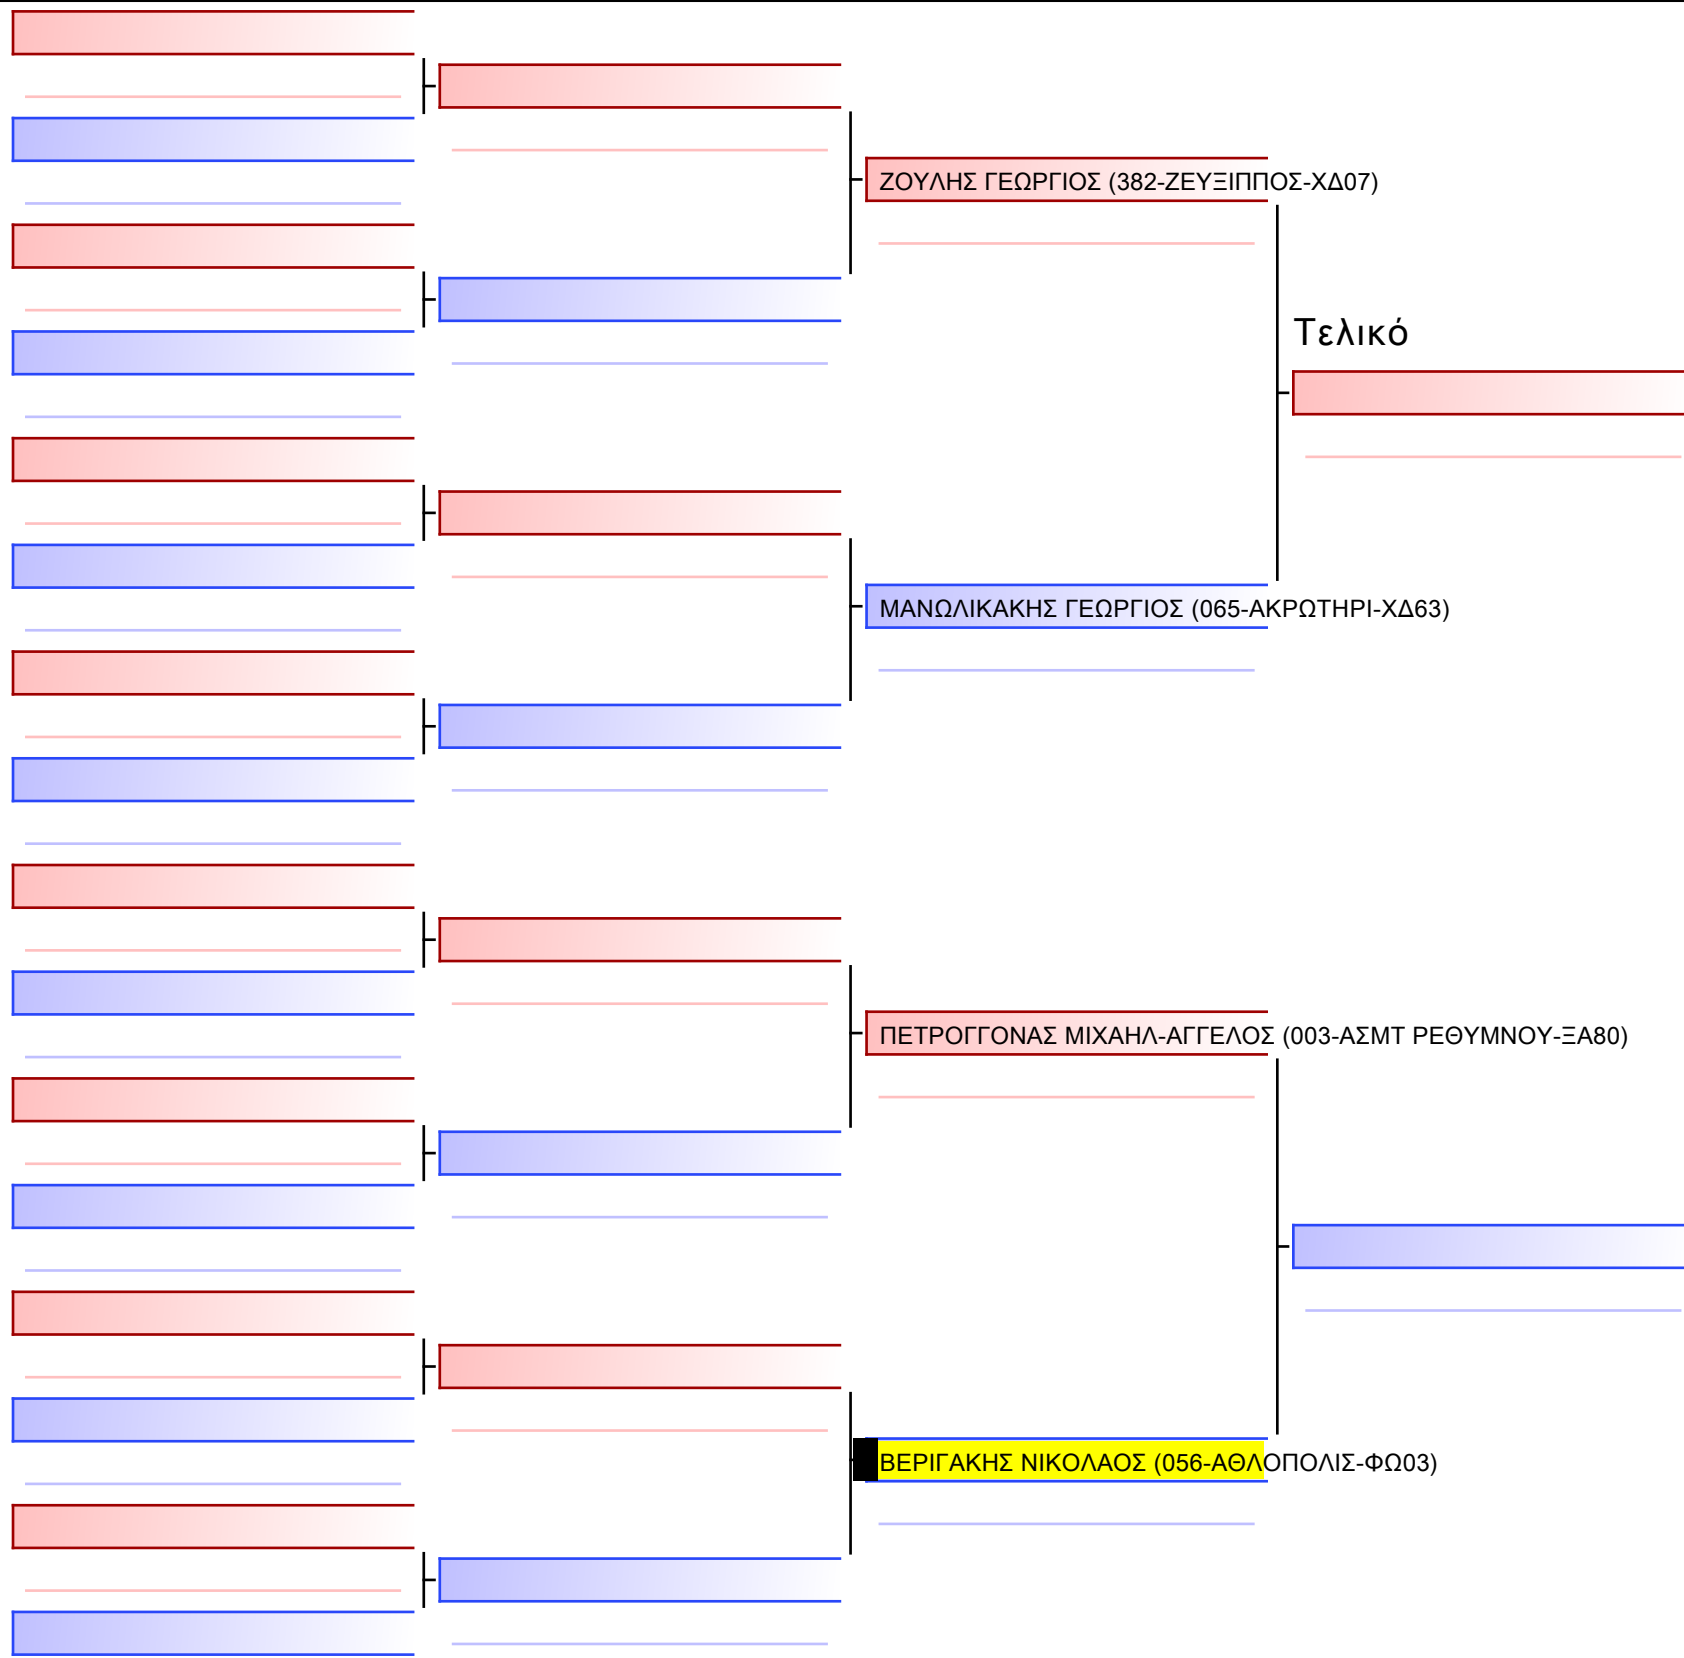 ΖΟΥΛΗΣ ΓΕΩΡΓΙΟΣ (382-ΖΕΥΞΙΠΠΟΣ-ΧΔ07)
Τελικό
ΜΑΝΩΛΙΚΑΚΗΣ ΓΕΩΡΓΙΟΣ (065-ΑΚΡΩΤΗΡΙ-ΧΔ63)
ΠΕΤΡΟΓΓΟΝΑΣ ΜΙΧΑΗΛ-ΑΓΓΕΛΟΣ (003-ΑΣΜΤ ΡΕΘΥΜΝΟΥ-ΞΑ80)
ΒΕΡΙΓΑΚΗΣ ΝΙΚΟΛΑΟΣ (056-ΑΘΛΟΠΟΛΙΣ-ΦΩ03)